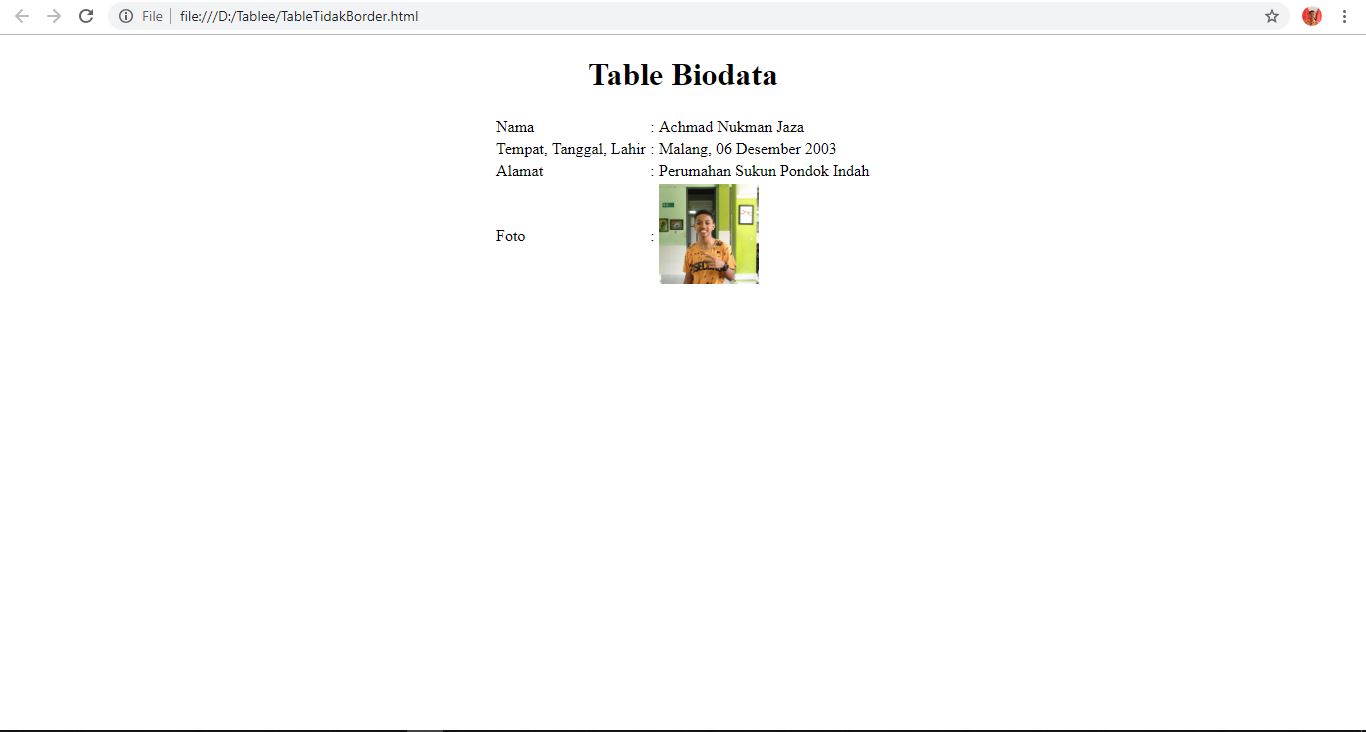 File | file:///D:/Tablee/TableTidakBorder.html
Table Biodata
Nama : Achmad Nukman Jaza
Tempat, Tanggal, Lahir : Malang, 06 Desember 2003
Alamat : Perumahan Sukun Pondok Indah
Foto :